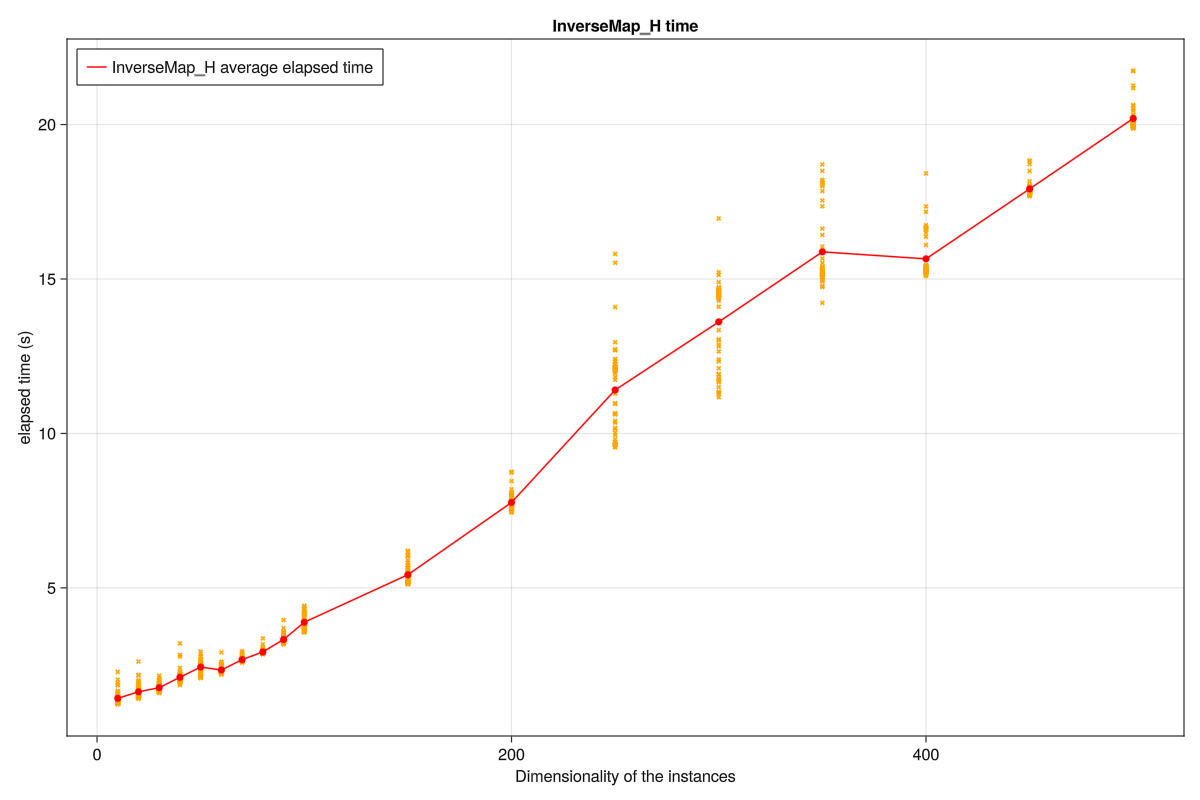 InverseMap_H time
InverseMap_H average elapsed time
20
15
10
5
elapsed time (s)
0
200
400
Dimensionality of the instances